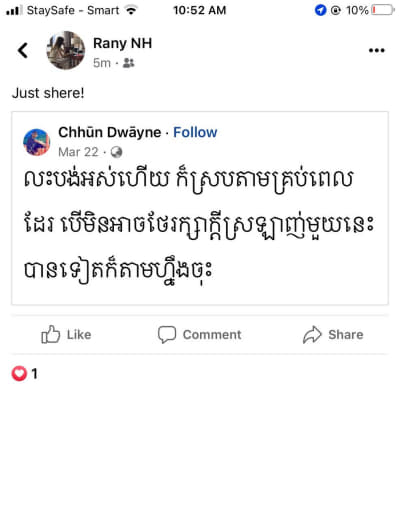 StaySafe - Smart 10:52 AM 10%
Rany NH
5m ·
Just shere!
Chhūn Dwāyne · Follow
Mar 22 ·
លះបង់អស់ហើយ ក៏ស្របតាមគ្រប់ពេល
ដែរ បើមិនអាចថែរក្សាក្ដីស្រឡាញ់មួយនេះ
បានទៀតក៏តាមហ្នឹងចុះ
Like Comment Share
1